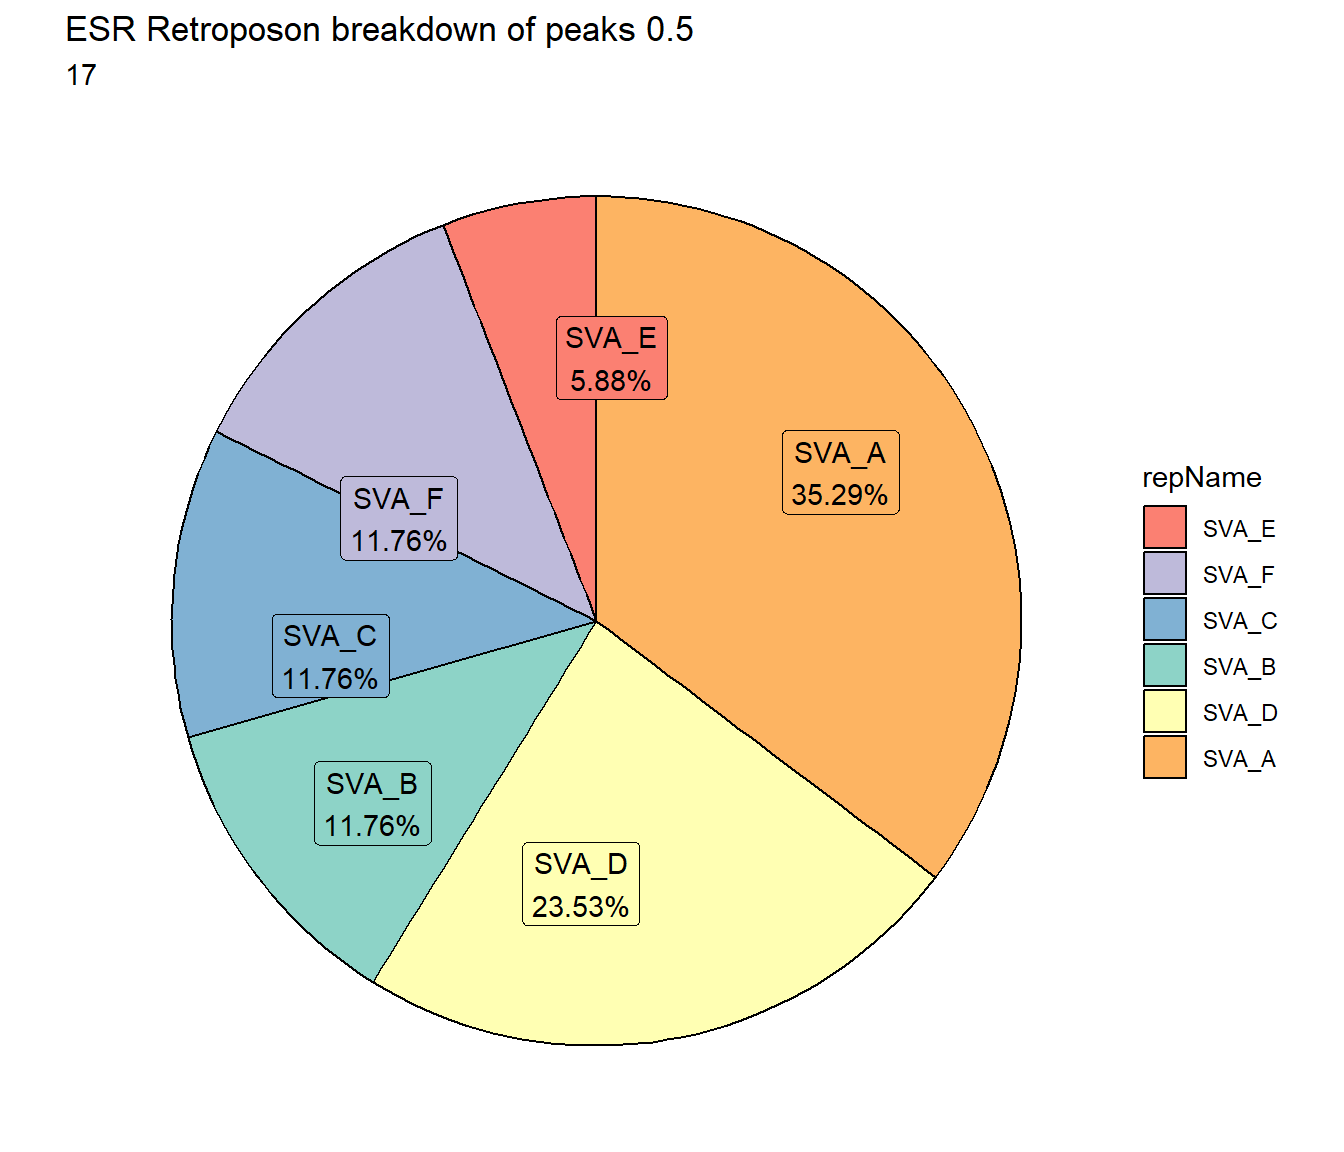 ESR Retroposon breakdown of peaks 0.5
17
SVA_E
5.88%
SVA_A
35.29%
SVA_F
11.76%
SVA_C
11.76%
SVA_B
11.76%
SVA_D
23.53%
repName
SVA_E
SVA_F
SVA_C
SVA_B
SVA_D
SVA_A